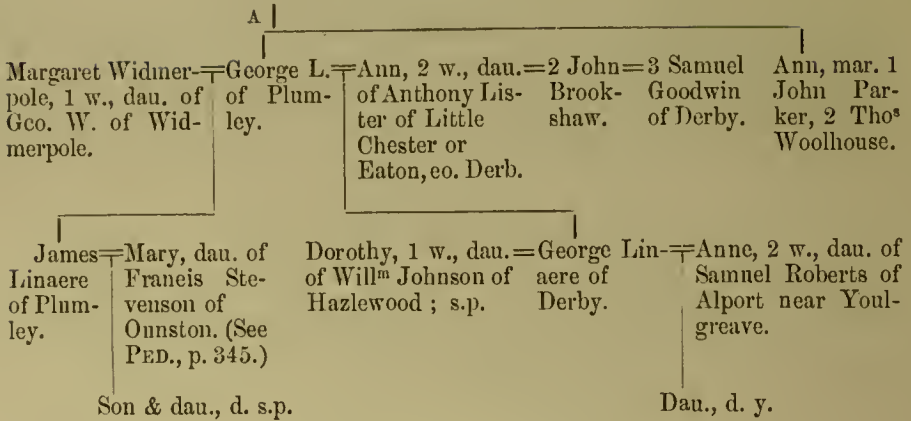 A
Margaret Widmer-
pole, 1 w., dau. of
Geo. W. of Wid-
merpole.
George L.
of Plum-
ley.
Ann, 2 w., dau.
of Anthony Lis-
ter of Little
Chester or
Eaton, co. Derb.
=2 John
Brook-
shaw.
=3 Samuel
Goodwin
of Derby.
Ann, mar. 1
John Par-
ker, 2 Thoˢ
Woolhouse.
James
Linacre
of Plum-
ley.
Mary, dau. of
Francis Ste-
venson of
Ounston. (See
PED., p. 345.)
Dorothy, 1 w., dau.
of Willᵐ Johnson of
Hazlewood ; s.p.
=George Lin-
acre of
Derby.
Anne, 2 w., dau. of
Samuel Roberts of
Alport near Youl-
greave.
Son & dau., d. s.p.
Dau., d. y.